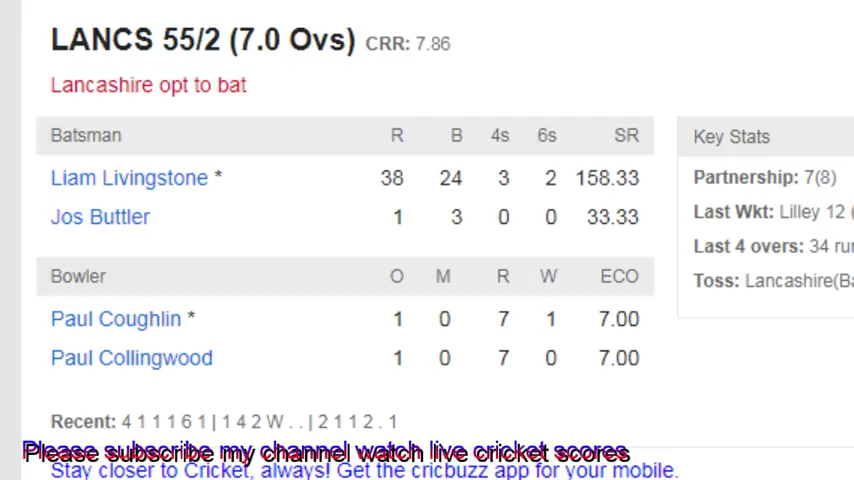 LANCS 55/2 (7.0 Ovs) CRR: 7.86
Lancashire opt to bat
Batsman R B 4s 6s SR
Liam Livingstone * 38 24 3 2 158.33
Jos Buttler 1 3 0 0 33.33
Bowler O M R W ECO
Paul Coughlin * 1 0 7 1 7.00
Paul Collingwood 1 0 7 0 7.00
Recent: 4 1 1 1 6 1 | 1 4 2 W . . | 2 1 1 2 . 1
Key Stats
Partnership: 7(8)
Last Wkt: Lilley 12 (
Last 4 overs: 34 ru
Toss: Lancashire(Ba
Please subscribe my channel watch live cricket scores
Stay closer to Cricket, always! Get the cricbuzz app for your mobile.